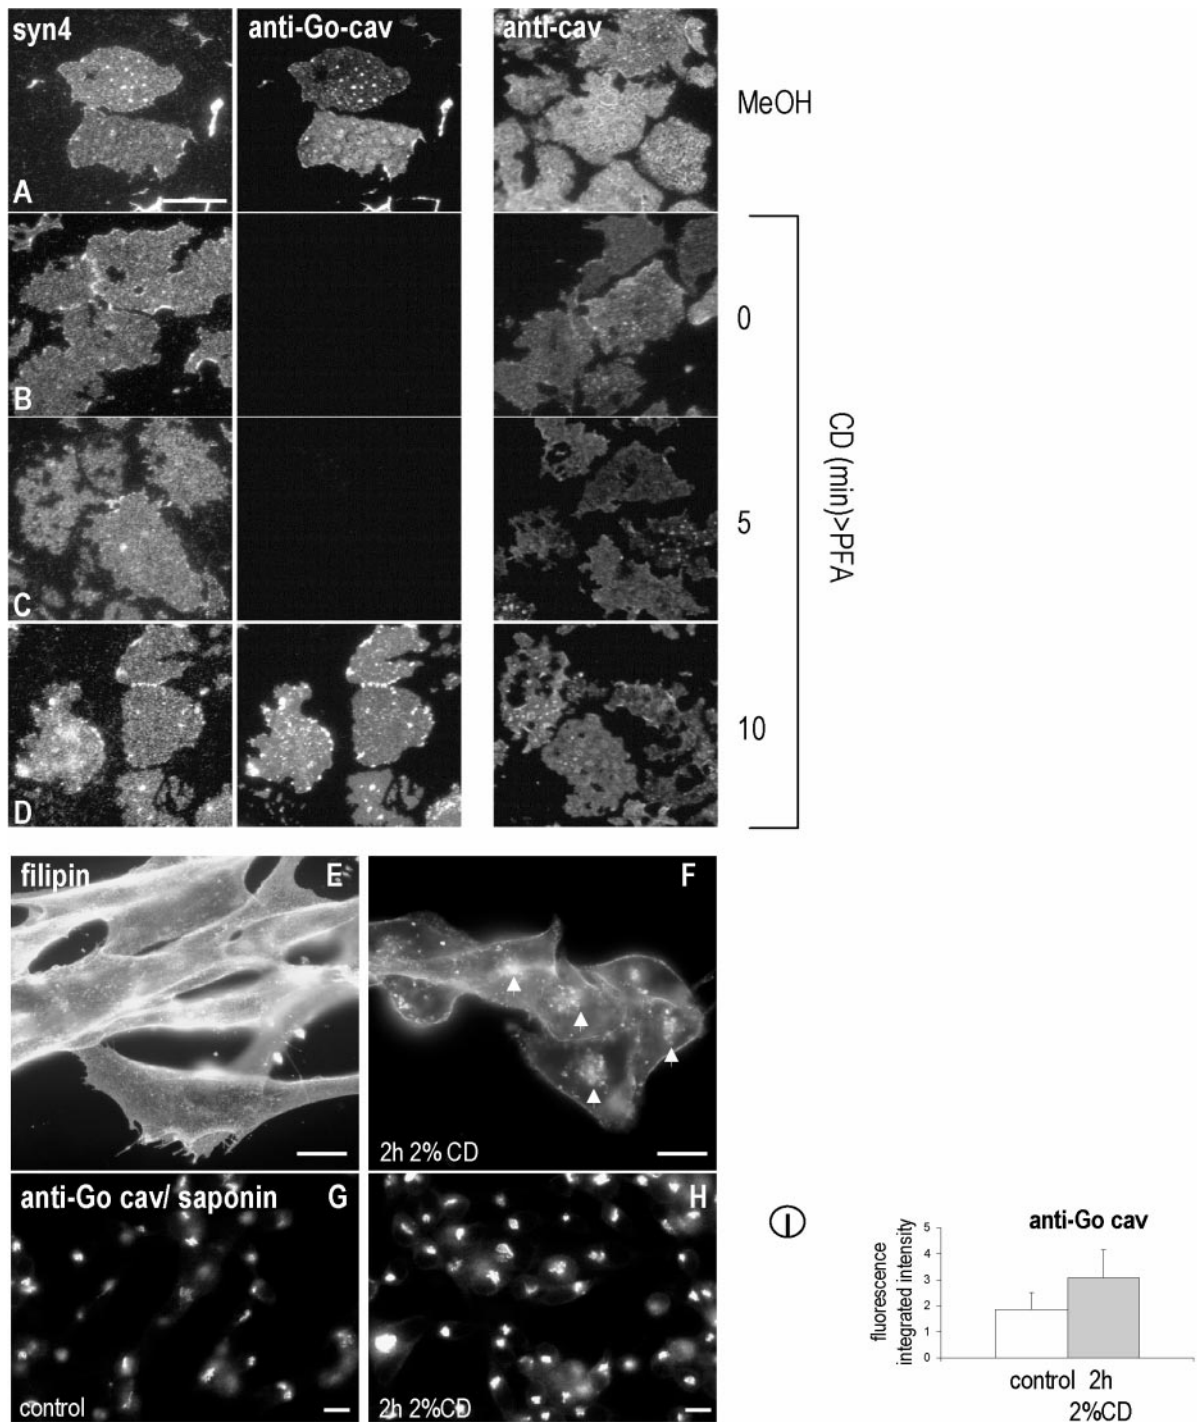 syn4 anti-Go-cav anti-cav
MeOH
A
0
B
CD (min)>PFA
5
C
10
D
filipin E F
2h 2% CD
anti-Go cav/ saponin G H
control 2h 2%CD
I
anti-Go cav
fluorescence
integrated intensity
5
4
3
2
1
0
control 2h
2%CD